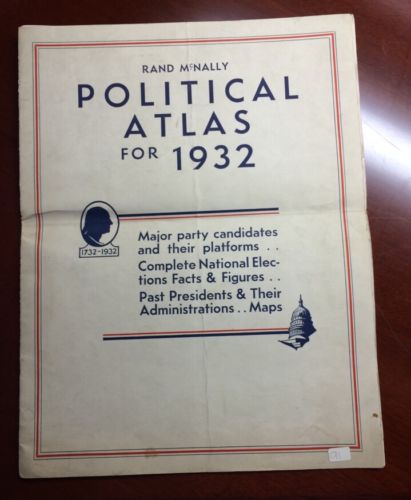 RAND McNALLY
POLITICAL
ATLAS
FOR 1932
1732-1932
Major party candidates
and their platforms . .
Complete National Elec-
tions Facts & Figures . .
Past Presidents & Their
Administrations . . Maps